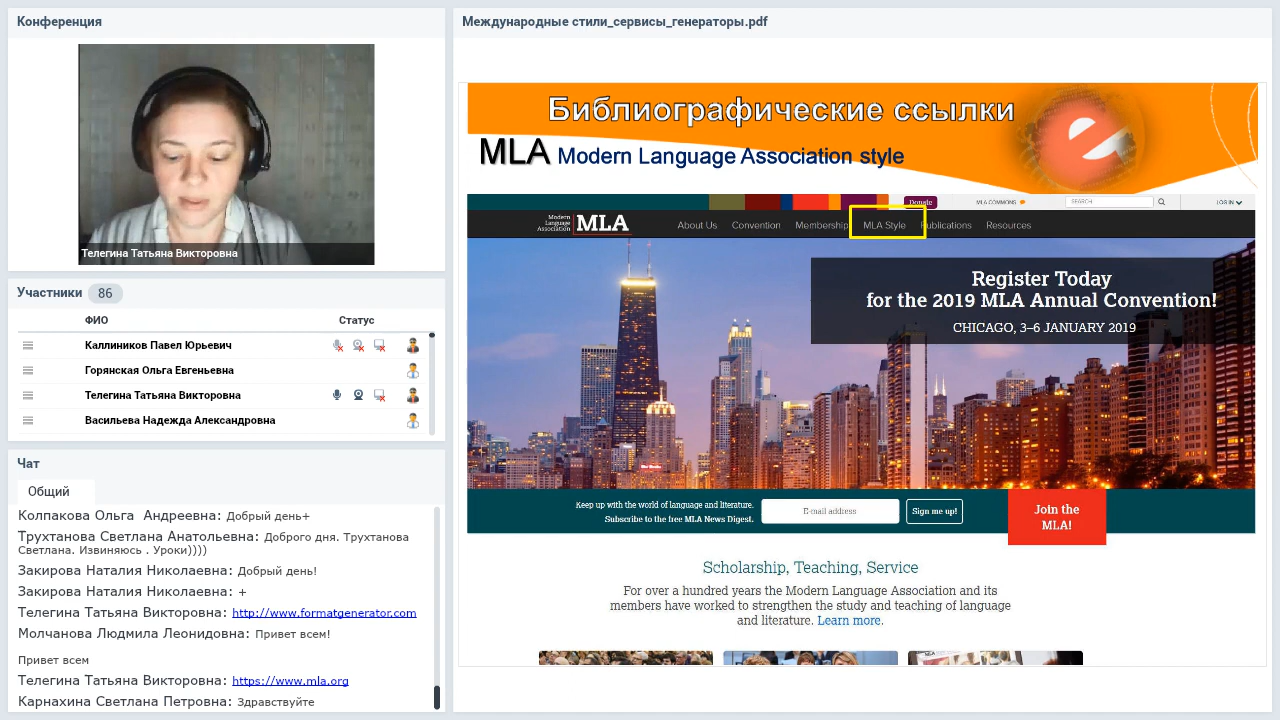 Конференция
Телегина Татьяна Викторовна
Участники 86
ФИО Статус
Каллиников Павел Юрьевич
Горянская Ольга Евгеньевна
Телегина Татьяна Викторовна
Васильева Надежда Александровна
Чат
Общий
Колпакова Ольга Андреевна: Добрый день+
Трухтанова Светлана Анатольевна: Доброго дня. Трухтанова
Светлана. Извиняюсь . Уроки))))
Закирова Наталия Николаевна: Добрый день!
Закирова Наталия Николаевна: +
Телегина Татьяна Викторовна: http://www.formatgenerator.com
Молчанова Людмила Леонидовна: Привет всем!
Привет всем
Телегина Татьяна Викторовна: https://www.mla.org
Карнахина Светлана Петровна: Здравствуйте
Международные стили_сервисы_генераторы.pdf
Библиографические ссылки
MLA Modern Language Association style
Donate MLA COMMONS SEARCH LOG IN
Modern
Language
Association
MLA
About Us Convention Membership MLA Style Publications Resources
Register Today
for the 2019 MLA Annual Convention!
CHICAGO, 3–6 JANUARY 2019
Keep up with the world of language and literature.
Subscribe to the free MLA News Digest.
E-mail address
Sign me up!
Join the
MLA!
Scholarship, Teaching, Service
For over a hundred years the Modern Language Association and its
members have worked to strengthen the study and teaching of language
and literature. Learn more.